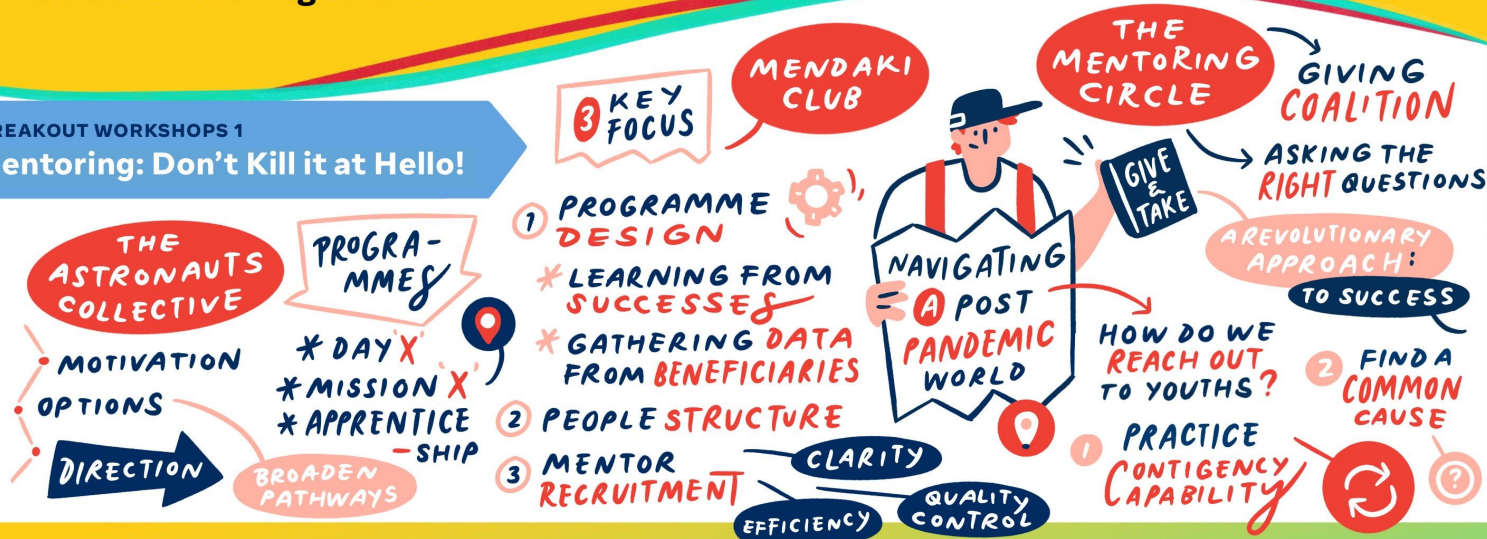 REAKOUT WORKSHOPS 1
entoring: Don't Kill it at Hello!
THE
ASTRONAUTS
COLLECTIVE
MOTIVATION
OPTIONS
DIRECTION
BROADEN
PATHWAYS
PROGRA-
MMES
* DAY 'X'
* MISSION 'X'
* APPRENTICE
-SHIP
MENDAKI
CLUB
3 KEY
FOCUS
1 PROGRAMME
DESIGN
* LEARNING FROM
SUCCESSES
* GATHERING DATA
FROM BENEFICIARIES
2 PEOPLE STRUCTURE
3 MENTOR
RECRUITMENT
CLARITY
QUALITY
CONTROL
EFFICIENCY
THE
MENTORING
CIRCLE
GIVING
COALITION
ASKING THE
RIGHT QUESTIONS
GIVE
&
TAKE
A REVOLUTIONARY
APPROACH:
TO SUCCESS
NAVIGATING
A POST
PANDEMIC
WORLD
HOW DO WE
REACH OUT
TO YOUTHS?
1 PRACTICE
CONTIGENCY
CAPABILITY
2 FIND A
COMMON
CAUSE
?